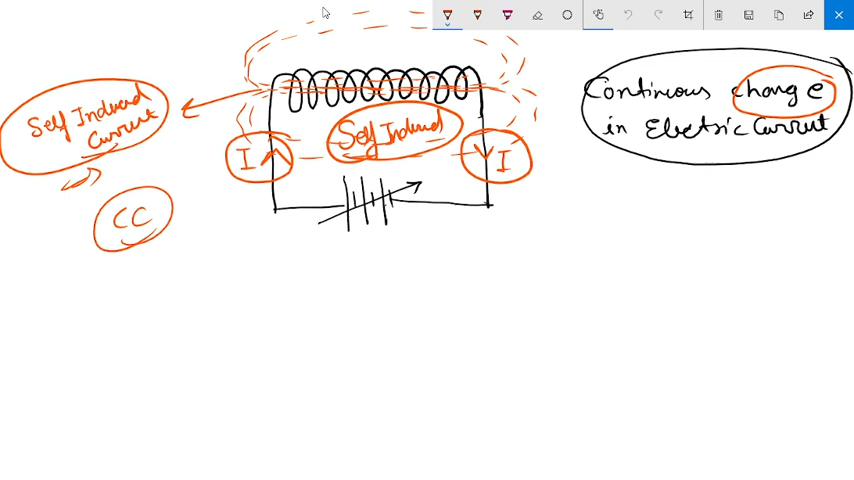 Continuous change
in Electric Current
Self Induced
Current
Self Induced
I
I
CC